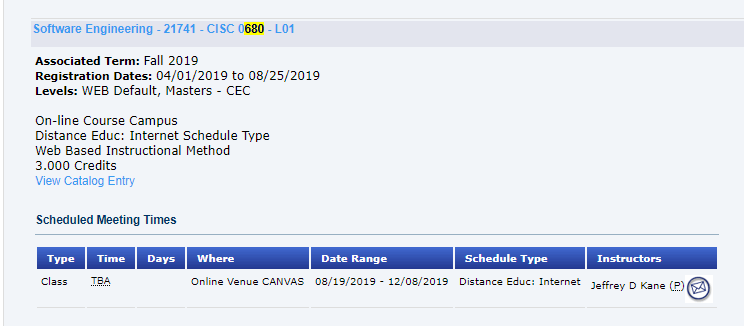 Software Engineering - 21741 - CISC 0680 - L01
Associated Term: Fall 2019
Registration Dates: 04/01/2019 to 08/25/2019
Levels: WEB Default, Masters - CEC
On-line Course Campus
Distance Educ: Internet Schedule Type
Web Based Instructional Method
3.000 Credits
View Catalog Entry
Scheduled Meeting Times
Type Time Days Where Date Range Schedule Type Instructors
Class TBA Online Venue CANVAS 08/19/2019 - 12/08/2019 Distance Educ: Internet Jeffrey D Kane (P)